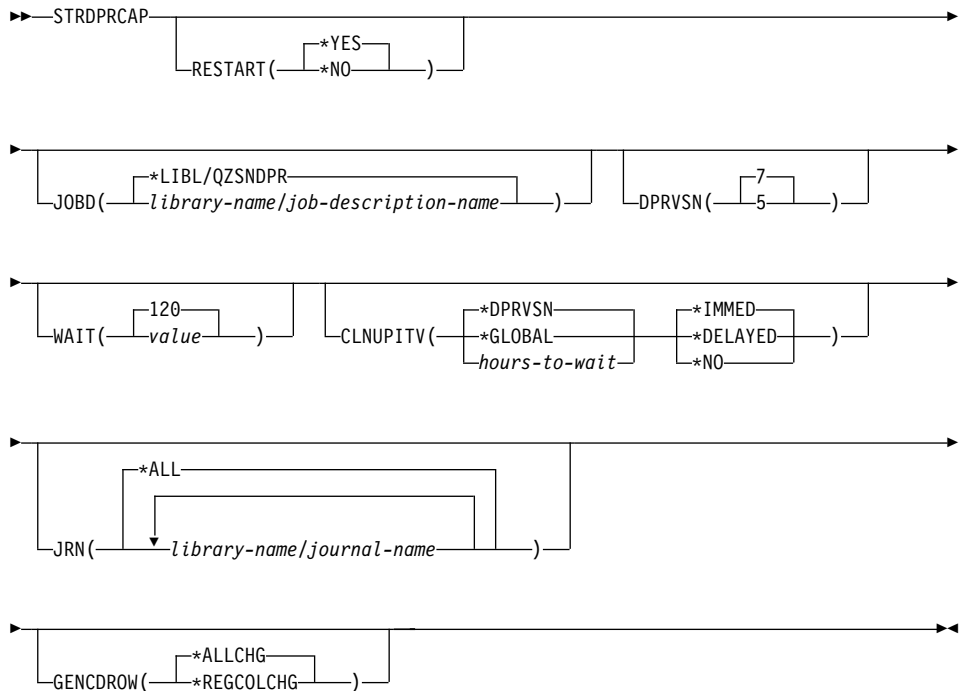 STRDPRCAP
*YES
RESTART( *NO )
*LIBL/QZSNDPR 7
JOBD( library-name/job-description-name ) DPRVSN( 5 )
120 *DPRVSN *IMMED
WAIT( value ) CLNUPITV( *GLOBAL *DELAYED )
hours-to-wait *NO
*ALL
JRN( library-name/journal-name )
*ALLCHG
GENCDROW( *REGCOLCHG )